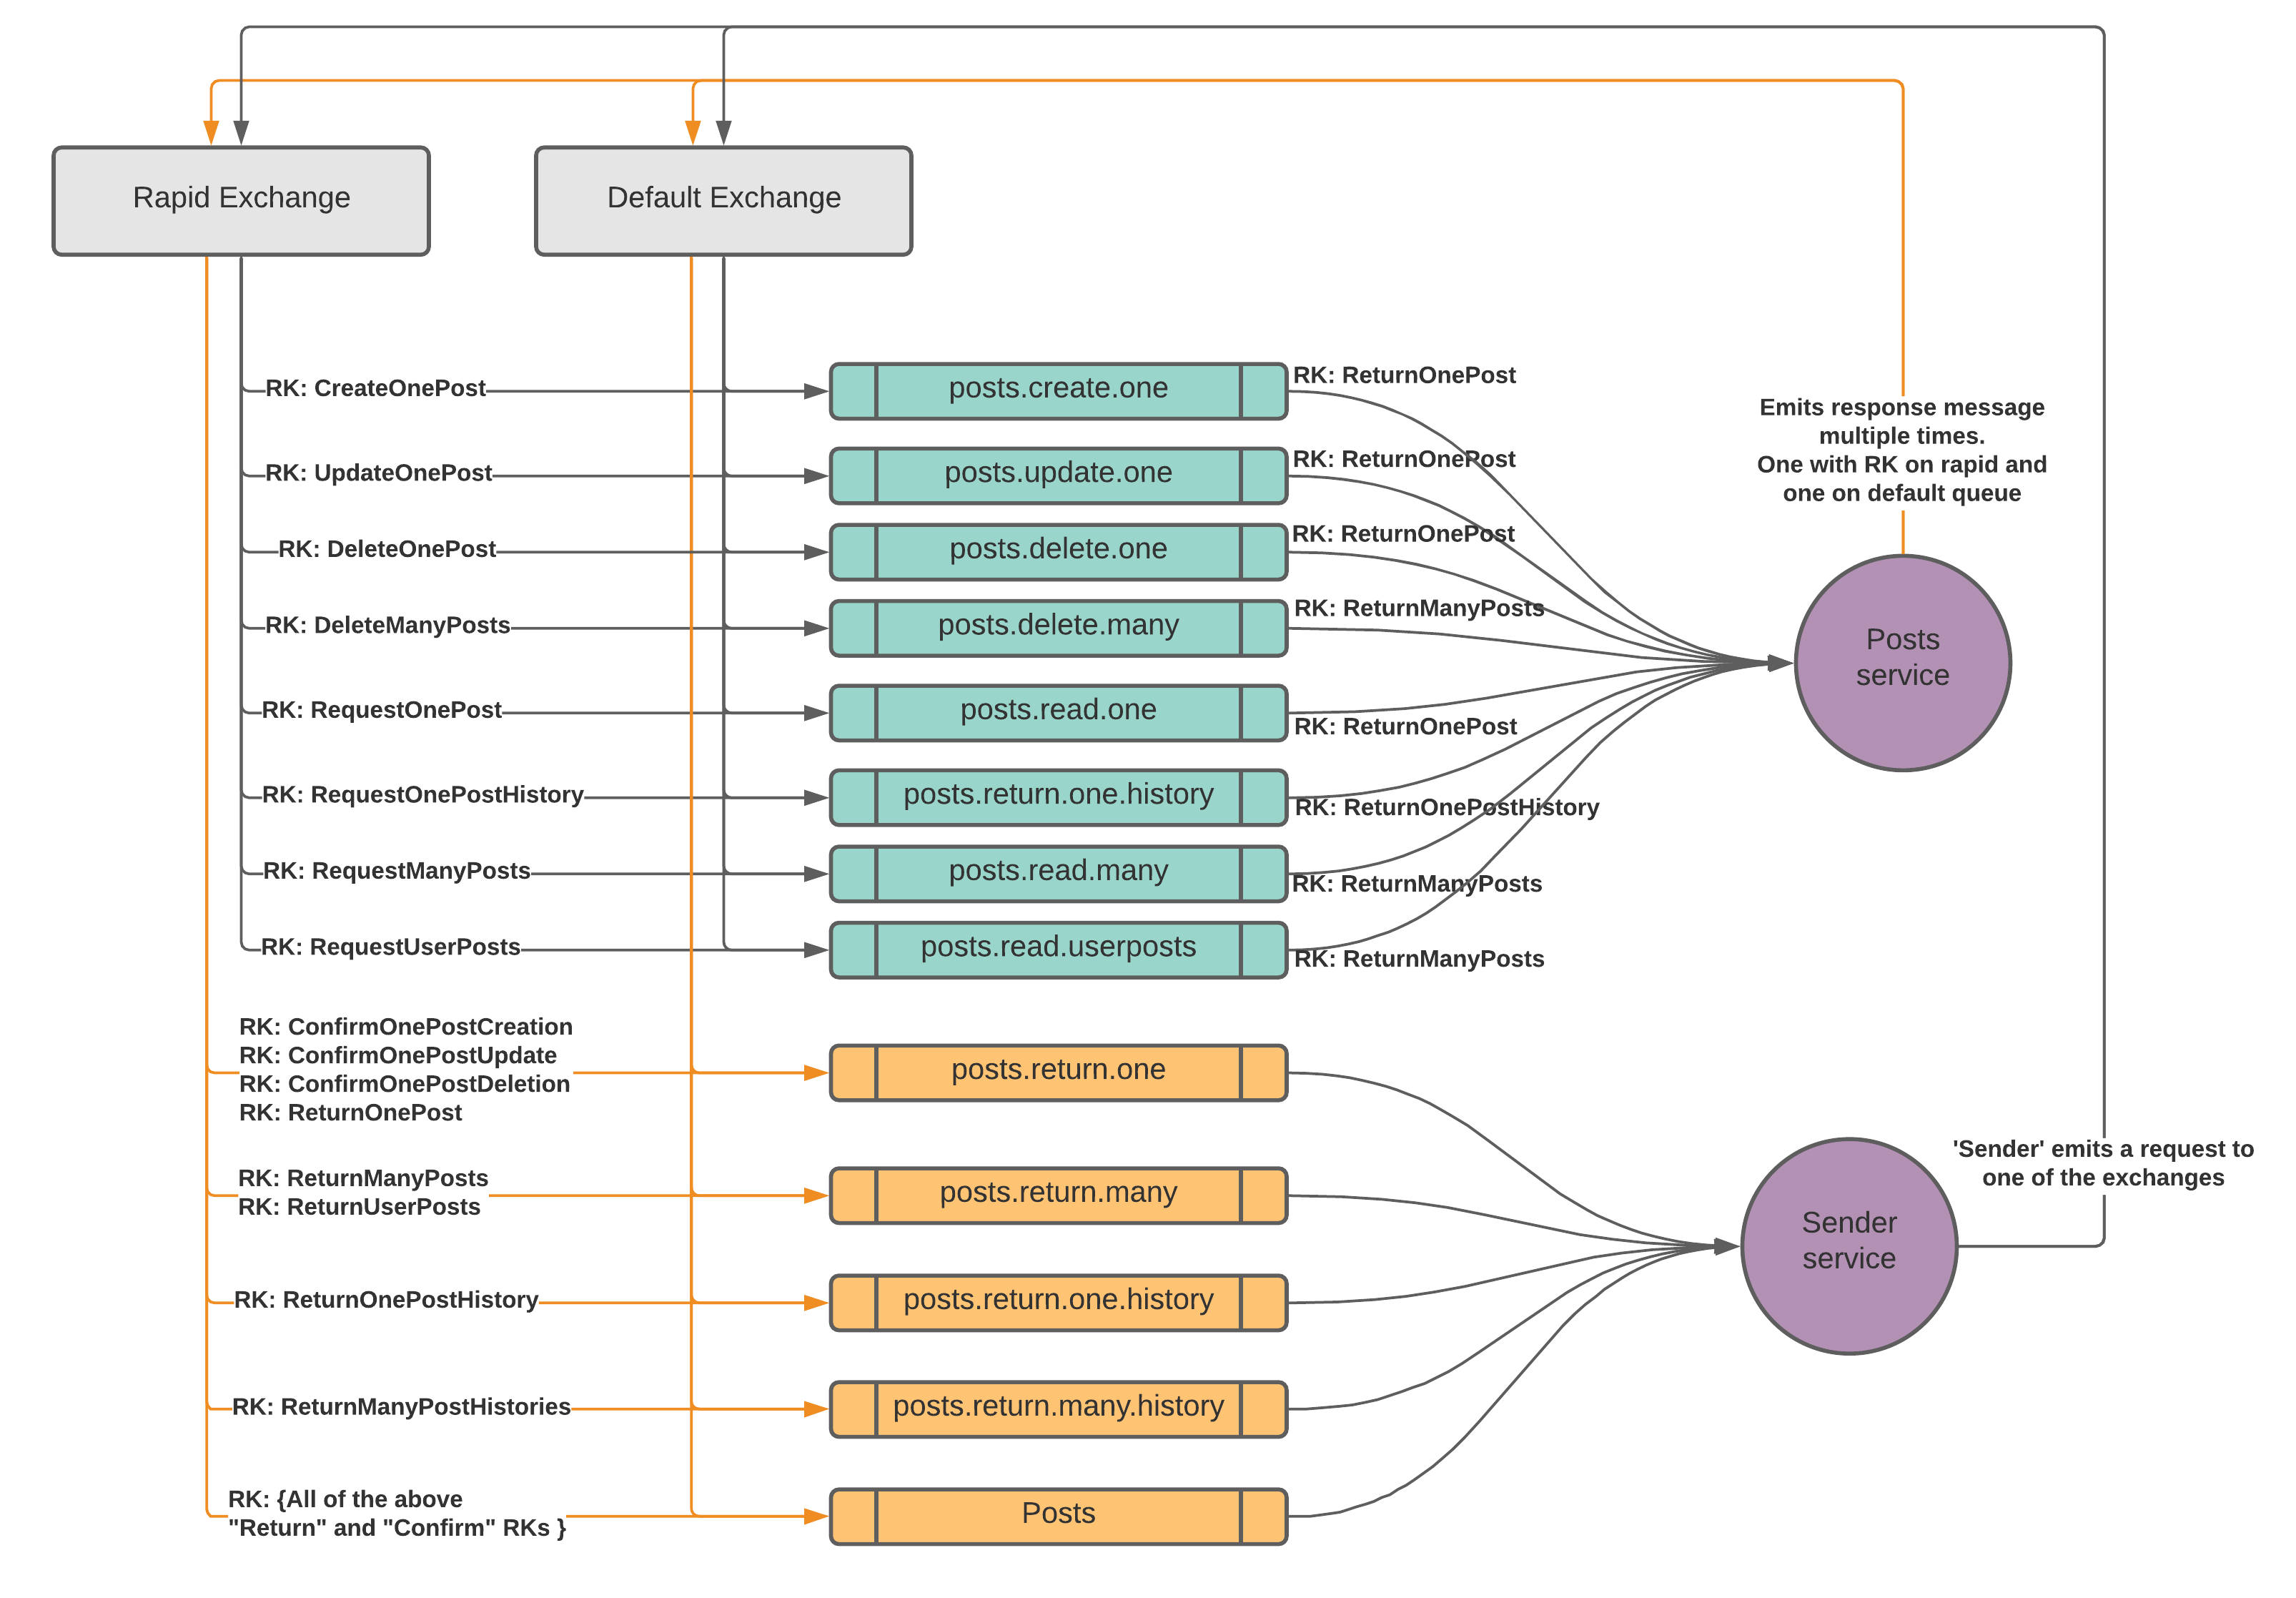 Rapid Exchange
Default Exchange
RK: CreateOnePost
posts.create.one
RK: ReturnOnePost
Emits response message
multiple times.
One with RK on rapid and
one on default queue
RK: UpdateOnePost
posts.update.one
RK: ReturnOnePost
RK: DeleteOnePost
posts.delete.one
RK: ReturnOnePost
RK: DeleteManyPosts
posts.delete.many
RK: ReturnManyPosts
Posts
service
RK: RequestOnePost
posts.read.one
RK: ReturnOnePost
RK: RequestOnePostHistory
posts.return.one.history
RK: ReturnOnePostHistory
RK: RequestManyPosts
posts.read.many
RK: ReturnManyPosts
RK: RequestUserPosts
posts.read.userposts
RK: ReturnManyPosts
RK: ConfirmOnePostCreation
RK: ConfirmOnePostUpdate
RK: ConfirmOnePostDeletion
RK: ReturnOnePost
posts.return.one
RK: ReturnManyPosts
RK: ReturnUserPosts
posts.return.many
'Sender' emits a request to
one of the exchanges
Sender
service
RK: ReturnOnePostHistory
posts.return.one.history
RK: ReturnManyPostHistories
posts.return.many.history
RK: {All of the above
"Return" and "Confirm" RKs }
Posts